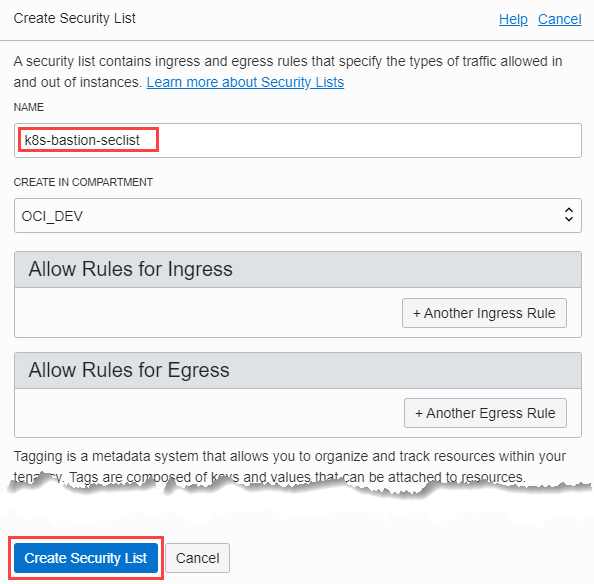 Create Security List Help Cancel
A security list contains ingress and egress rules that specify the types of traffic allowed in
and out of instances. Learn more about Security Lists
NAME
k8s-bastion-seclist
CREATE IN COMPARTMENT
OCI_DEV
Allow Rules for Ingress
+ Another Ingress Rule
Allow Rules for Egress
+ Another Egress Rule
Tagging is a metadata system that allows you to organize and track resources within your
tenancy. Tags are composed of keys and values that can be attached to resources.
Create Security List Cancel